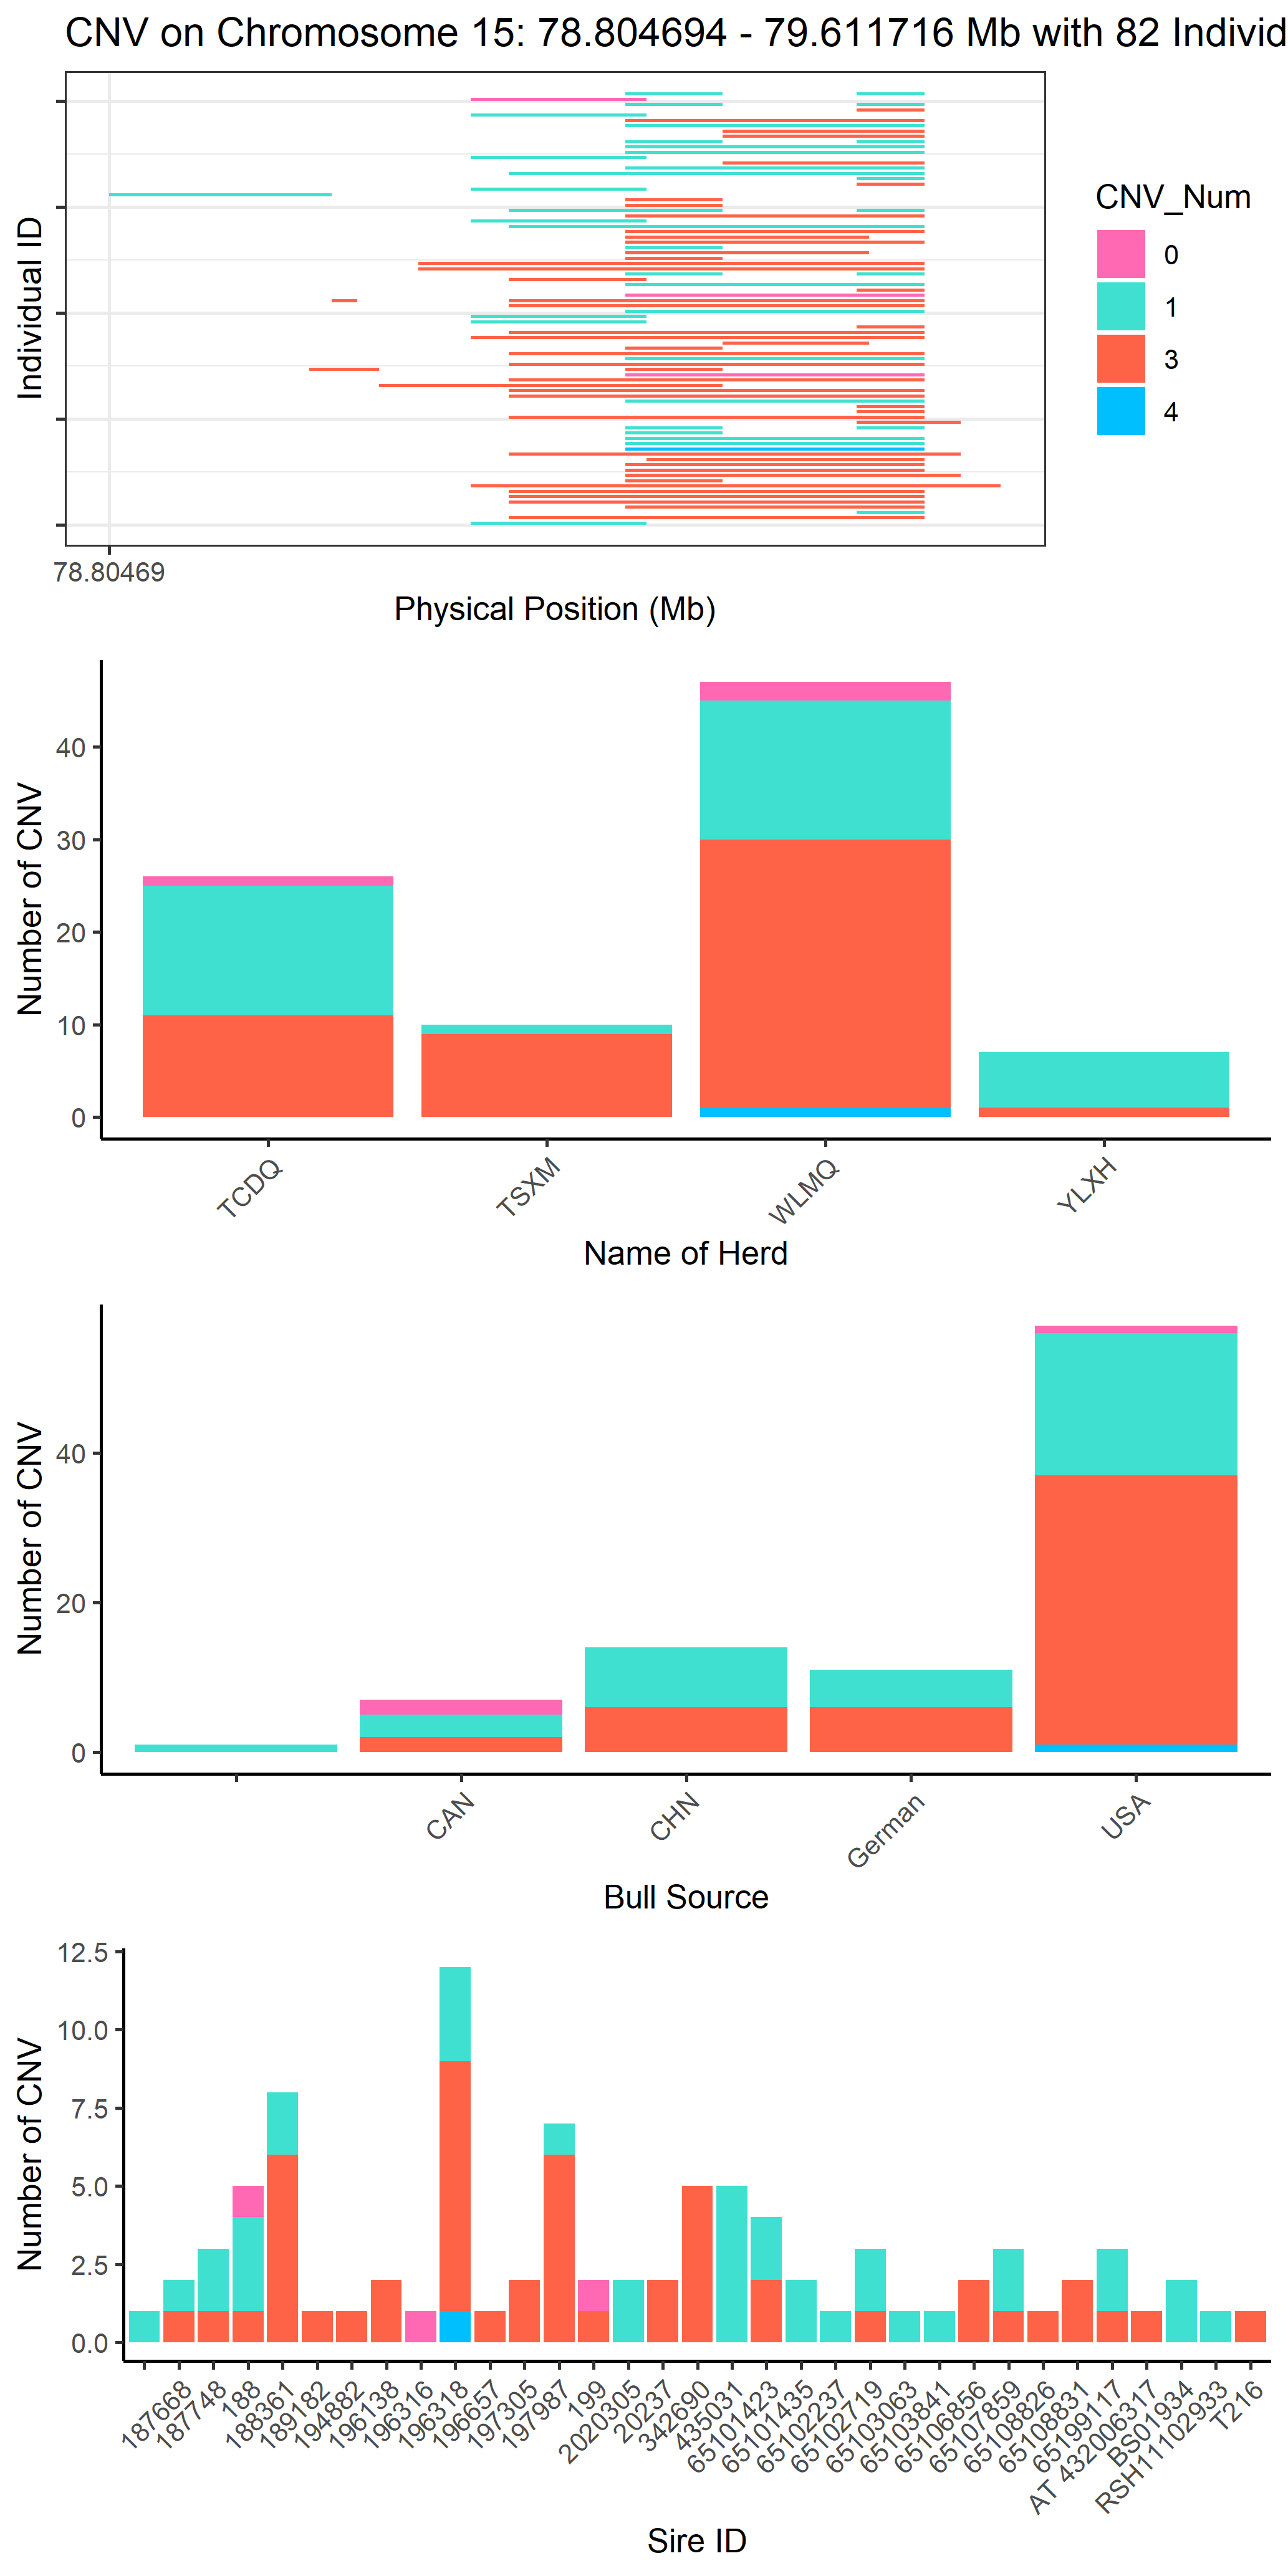 CNV on Chromosome 15: 78.804694 - 79.611716 Mb with 82 Individ
Individual ID
78.80469
Physical Position (Mb)
CNV_Num
0
1
3
4
Number of CNV
40
30
20
10
0
TCDQ
TSXM
WLMQ
YLXH
Name of Herd
Number of CNV
40
20
0
CAN
CHN
German
USA
Bull Source
Number of CNV
12.5
10.0
7.5
5.0
2.5
0.0
187668
187748
188
188361
189182
194882
196138
196316
196318
196657
197305
197987
199
2020305
20237
342690
435031
65101423
65101435
65102237
65102719
65103063
65103841
65106856
65107859
65108826
65108831
65199117
AT 432006317
BS01934
RSH11102933
T216
Sire ID